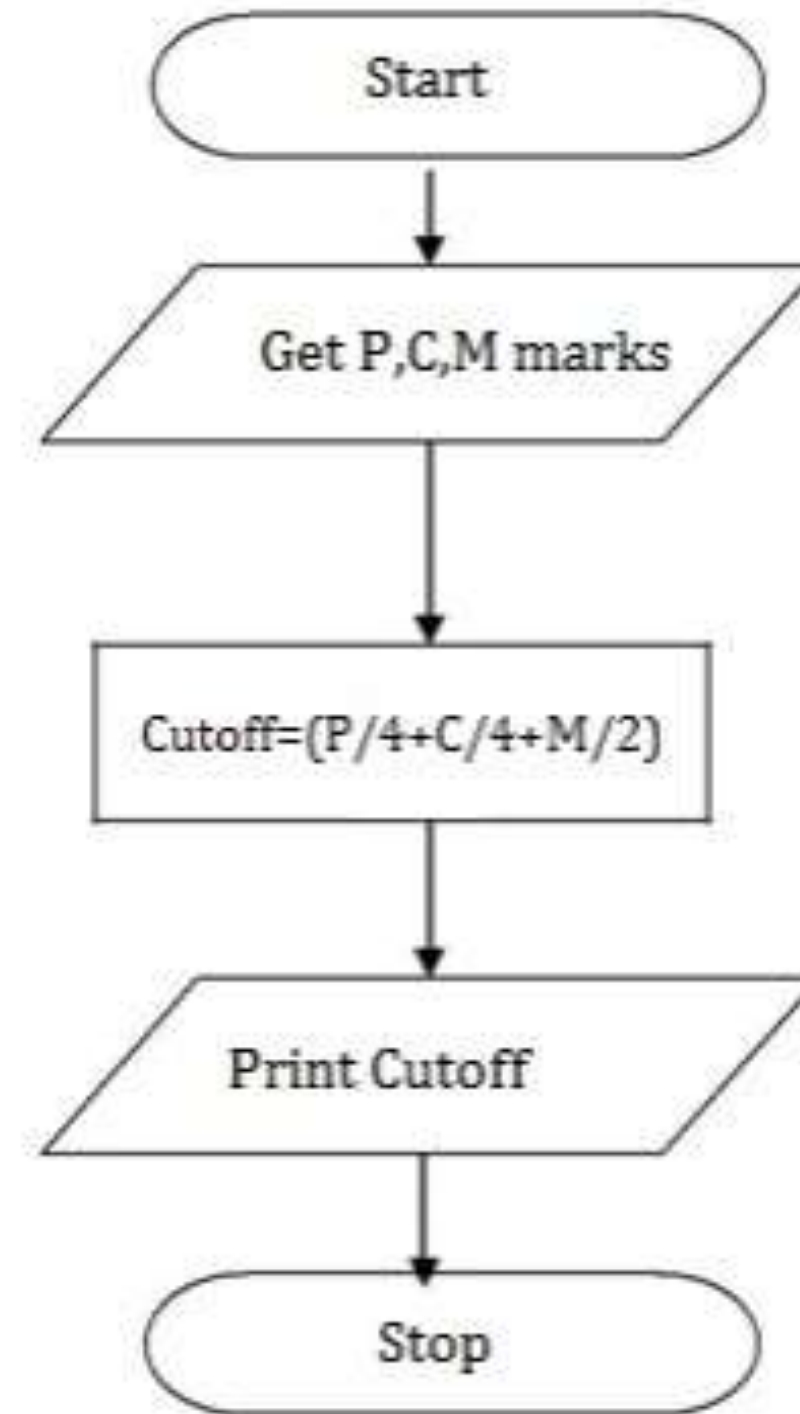 Start
Get P,C,M marks
Cutoff=(P/4+C/4+M/2)
Print Cutoff
Stop